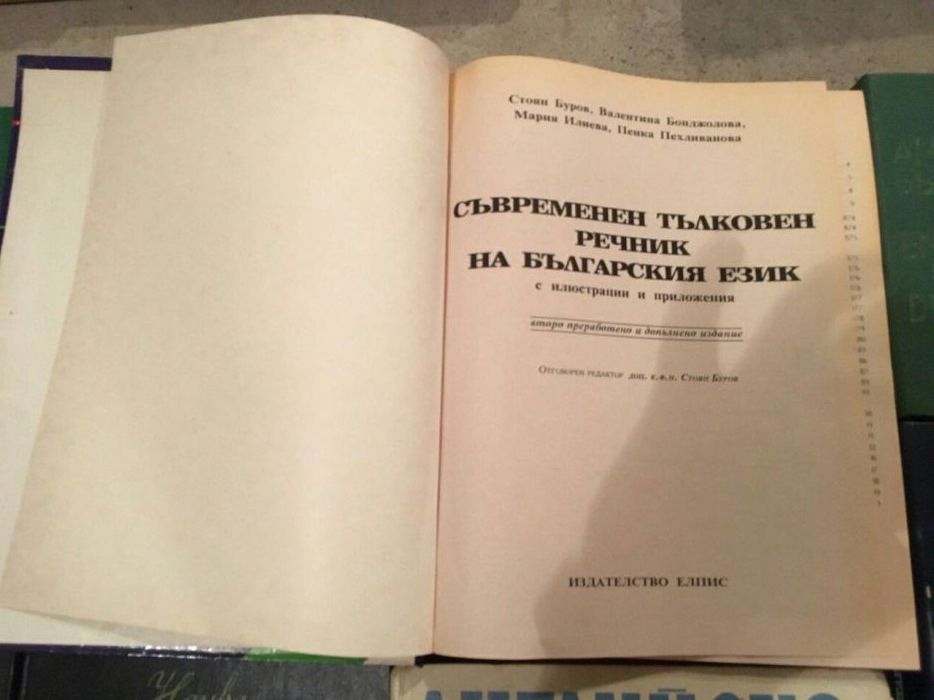 Стоян Буров, Валентина Бонджолова,
Мария Илиева, Пенка Пехливанова
СЪВРЕМЕНЕН ТЪЛКОВЕН
РЕЧНИК
НА БЪЛГАРСКИЯ ЕЗИК
с илюстрации и приложения
второ преработено и допълнено издание
Отговорен редактор доц. к.ф.н. Стоян Буров
ИЗДАТЕЛСТВО ЕЛПИС
Наука